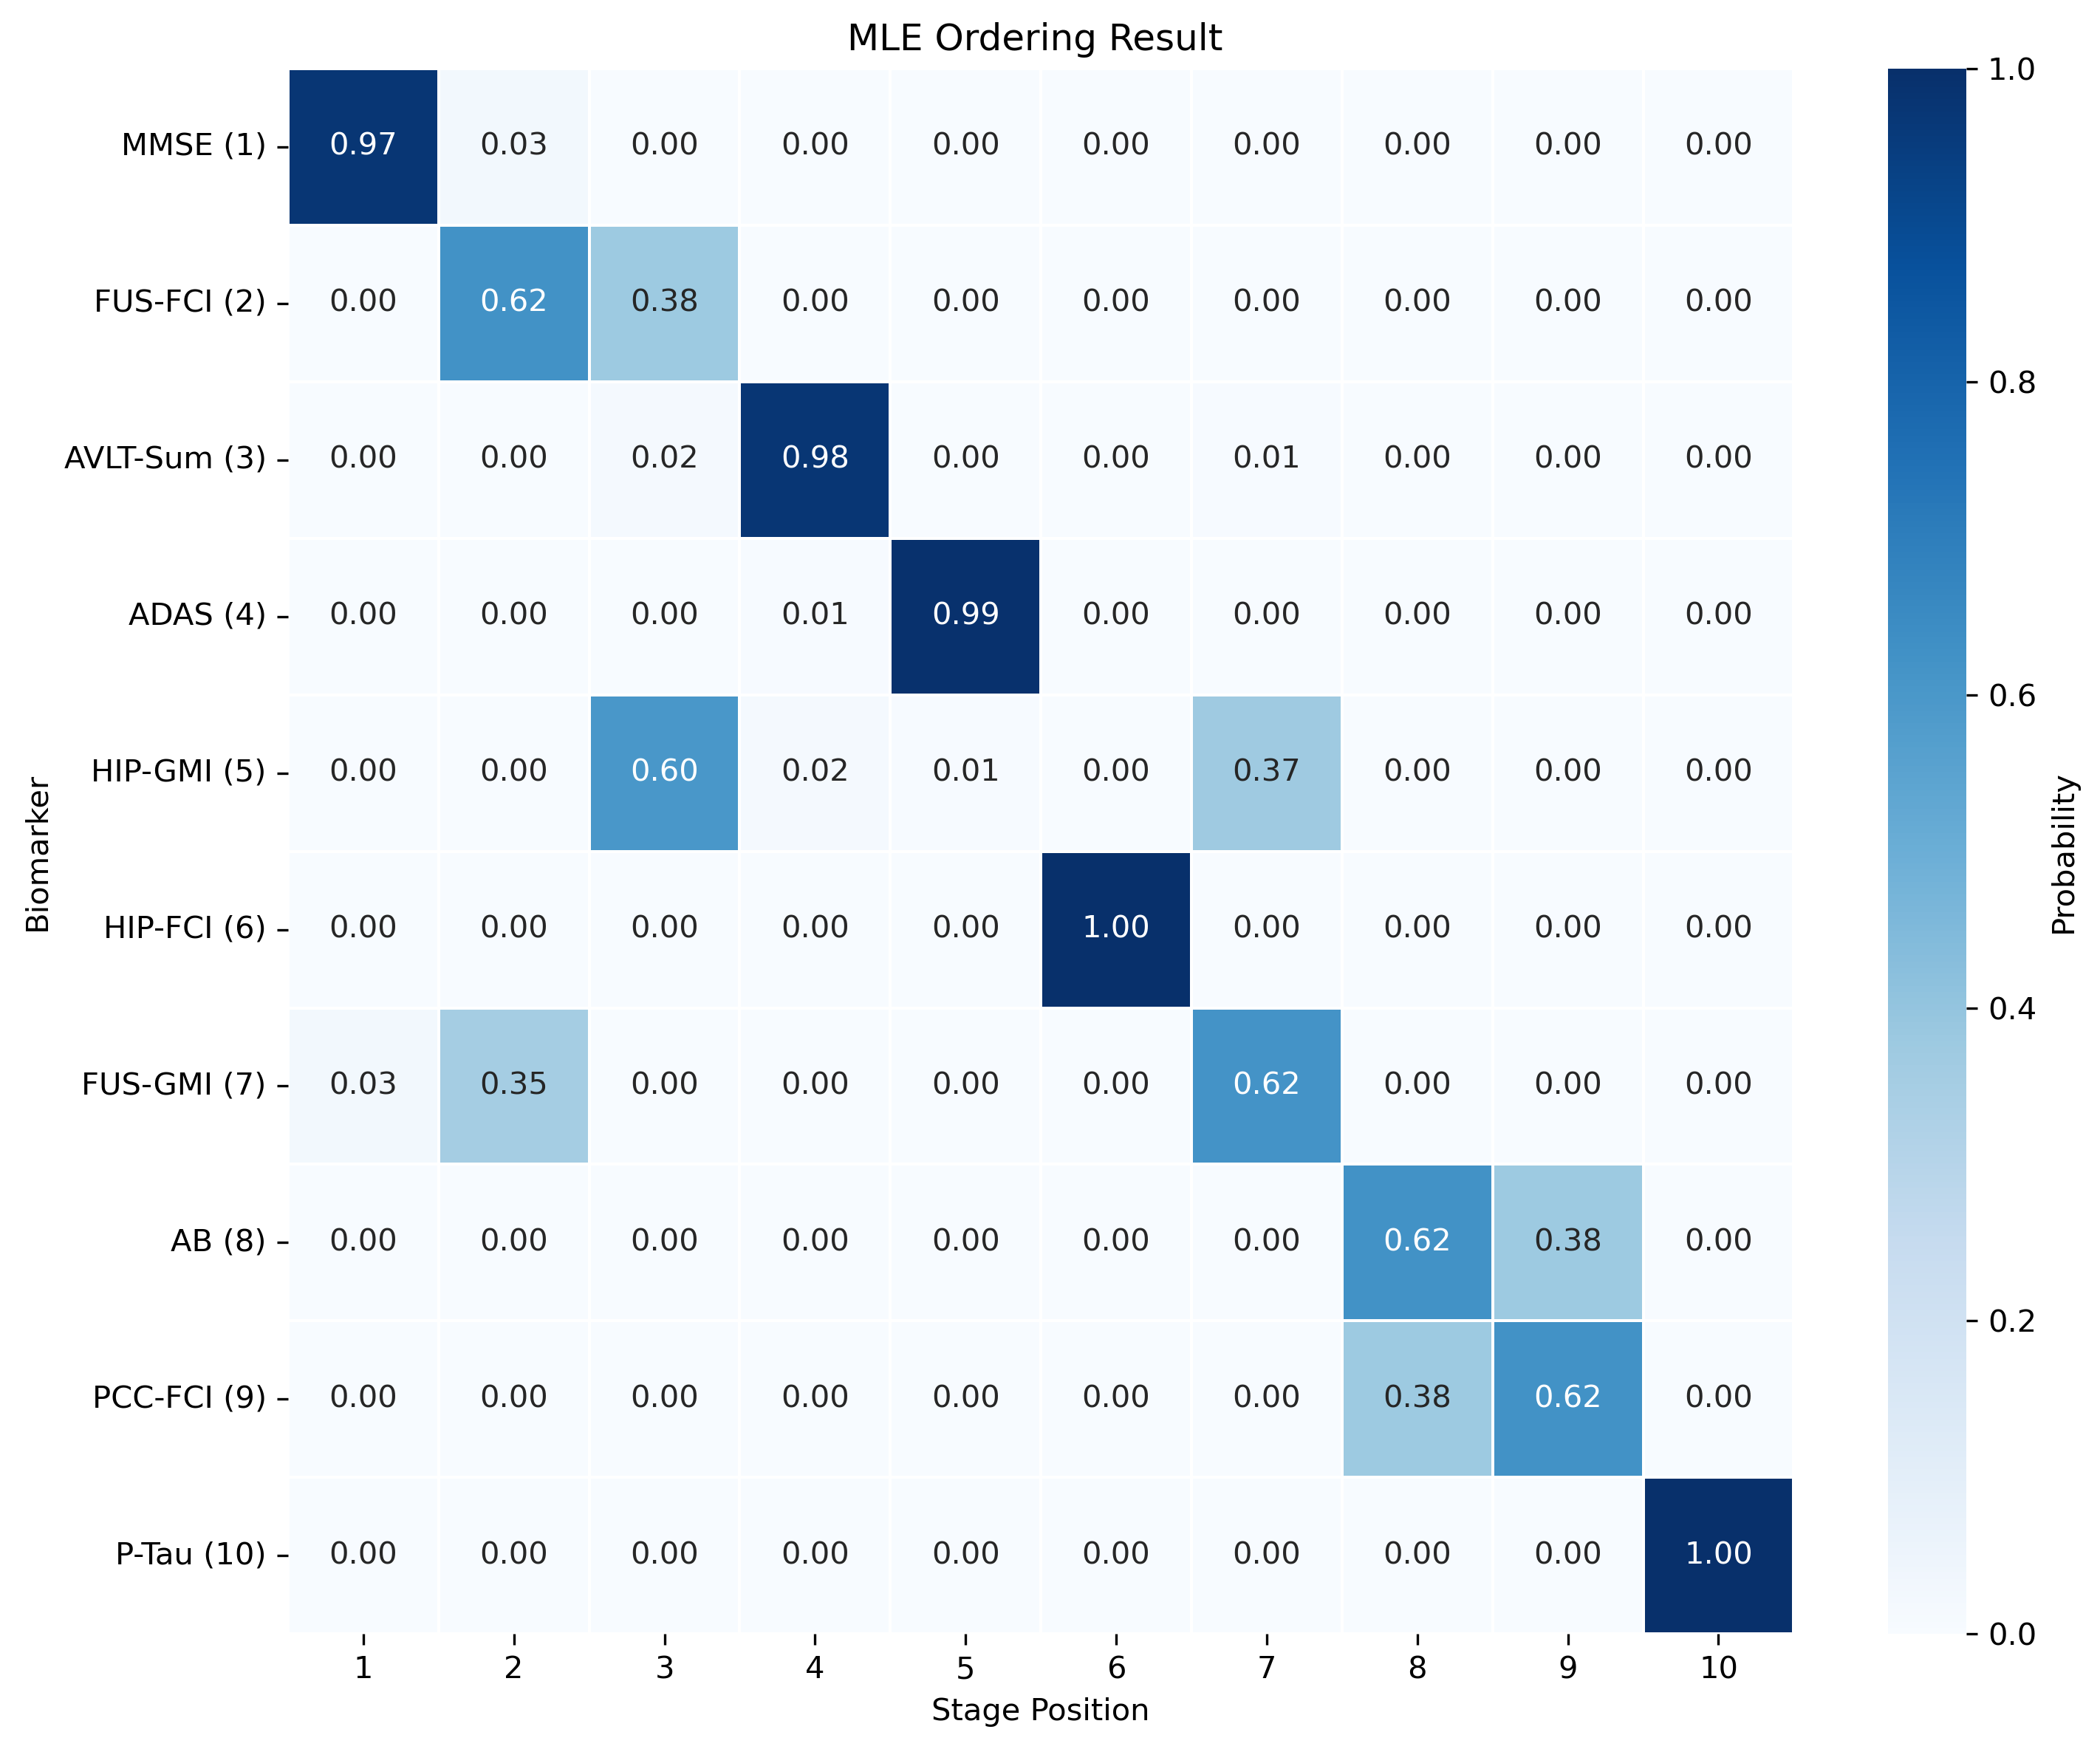 MLE Ordering Result
MMSE (1) 0.97 0.03 0.00 0.00 0.00 0.00 0.00 0.00 0.00 0.00
FUS-FCI (2) 0.00 0.62 0.38 0.00 0.00 0.00 0.00 0.00 0.00 0.00
AVLT-Sum (3) 0.00 0.00 0.02 0.98 0.00 0.00 0.01 0.00 0.00 0.00
ADAS (4) 0.00 0.00 0.00 0.01 0.99 0.00 0.00 0.00 0.00 0.00
HIP-GMI (5) 0.00 0.00 0.60 0.02 0.01 0.00 0.37 0.00 0.00 0.00
HIP-FCI (6) 0.00 0.00 0.00 0.00 0.00 1.00 0.00 0.00 0.00 0.00
FUS-GMI (7) 0.03 0.35 0.00 0.00 0.00 0.00 0.62 0.00 0.00 0.00
AB (8) 0.00 0.00 0.00 0.00 0.00 0.00 0.00 0.62 0.38 0.00
PCC-FCI (9) 0.00 0.00 0.00 0.00 0.00 0.00 0.00 0.38 0.62 0.00
P-Tau (10) 0.00 0.00 0.00 0.00 0.00 0.00 0.00 0.00 0.00 1.00
1 2 3 4 5 6 7 8 9 10
Stage Position
Biomarker
1.0
0.8
0.6
0.4
0.2
0.0
Probability